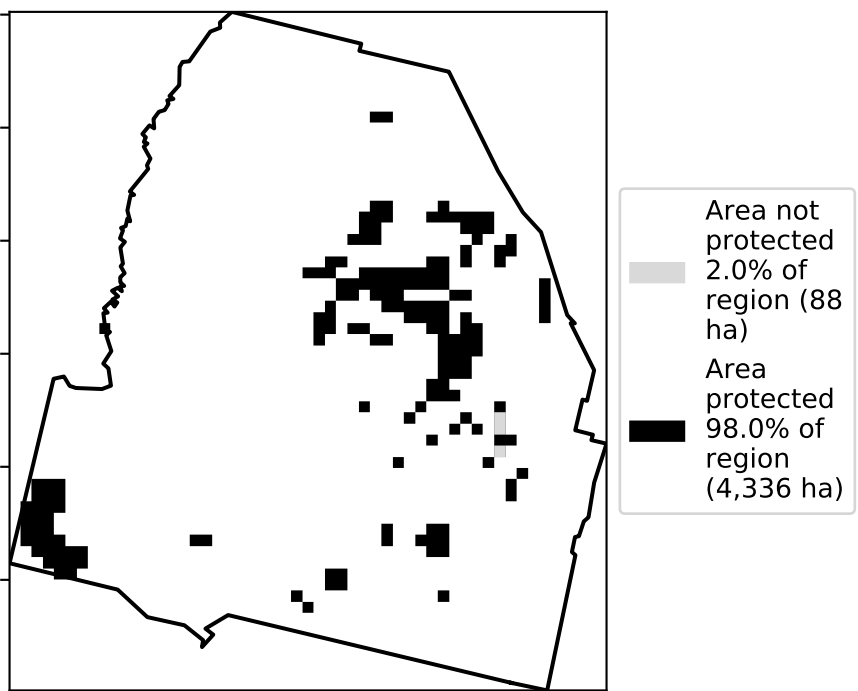 Area not
protected
2.0% of
region (88
ha)
Area
protected
98.0% of
region
(4,336 ha)